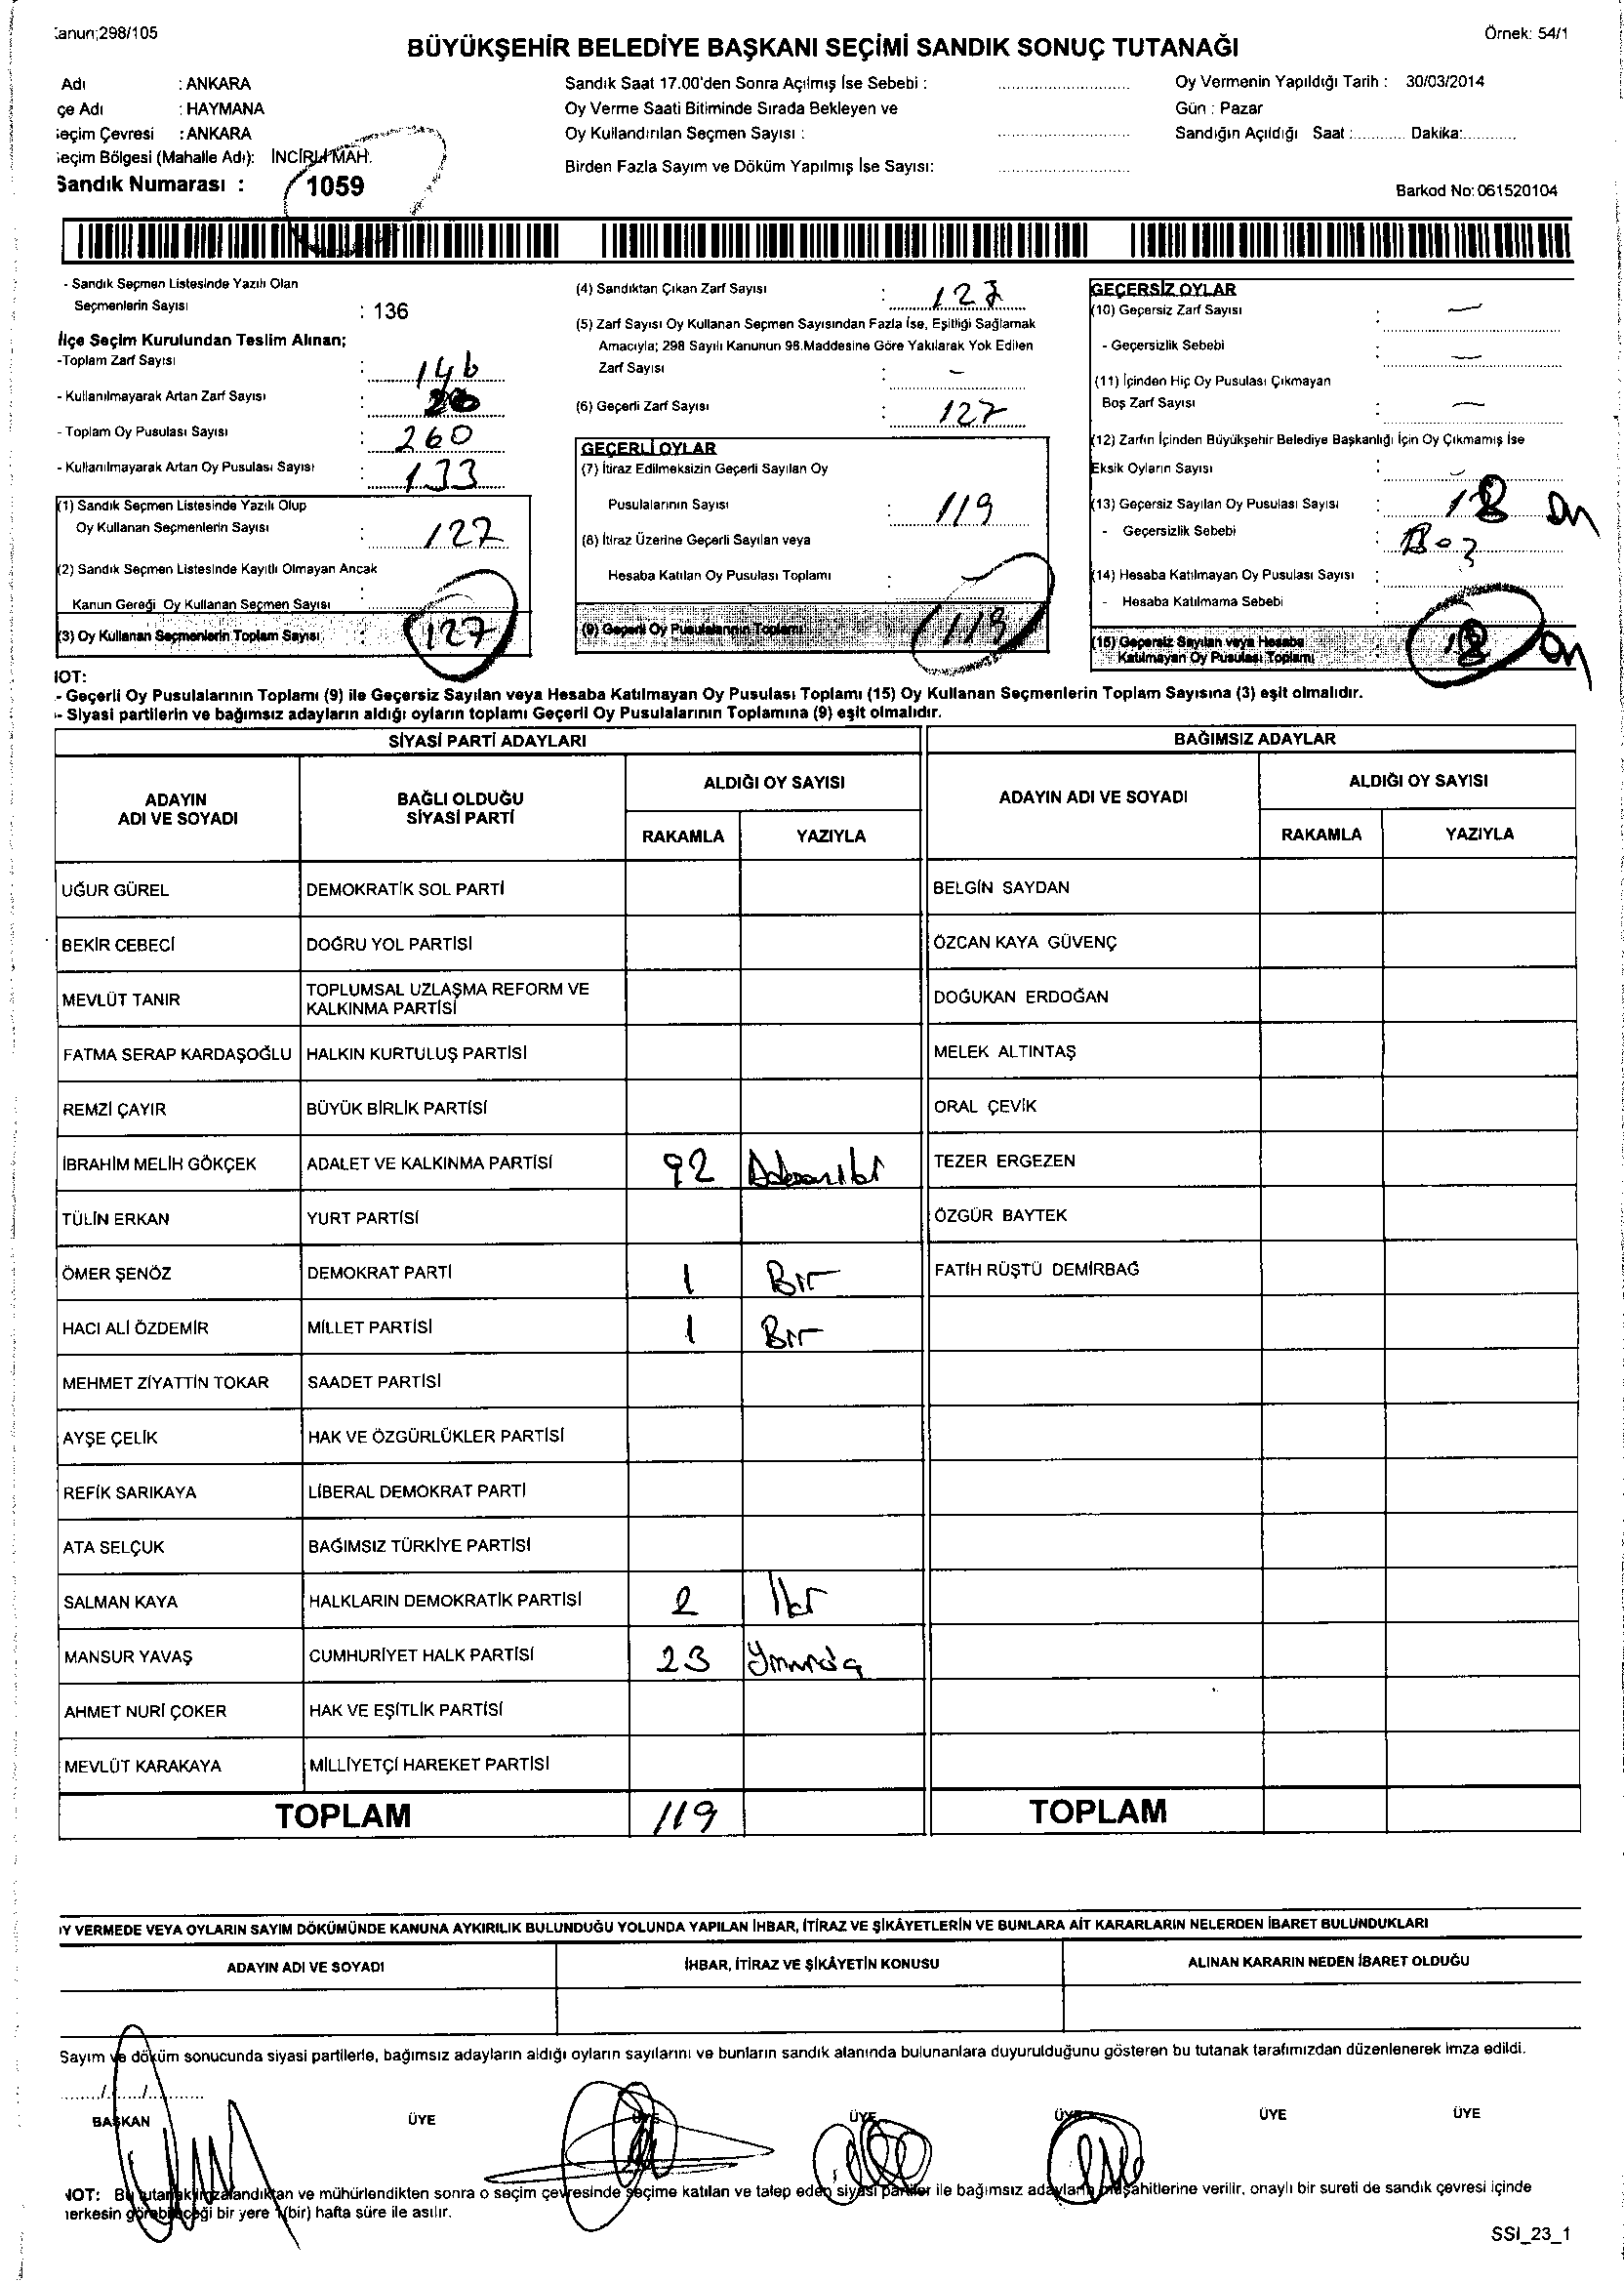 anun;298/105
Örnek: 54/1
BÜYÜKŞEHİR BELEDİYE BAŞKANI SEÇİMİ SANDIK SONUÇ TUTANAĞI
Adı : ANKARA
çe Adı : HAYMANA
eçim Çevresi : ANKARA
eçim Bölgesi (Mahalle Adı): İNCİRLİ MAH.
Sandık Numarası : 1059
Sandık Saat 17.00'den Sonra Açılmış İse Sebebi :
Oy Verme Saati Bitiminde Sırada Bekleyen ve
Oy Kullandırılan Seçmen Sayısı :
Birden Fazla Sayım ve Döküm Yapılmış İse Sayısı:
Oy Vermenin Yapıldığı Tarih : 30/03/2014
Gün : Pazar
Sandığın Açıldığı Saat :............ Dakika:............
Barkod No: 061520104
- Sandık Seçmen Listesinde Yazılı Olan
Seçmenlerin Sayısı : 136
İlçe Seçim Kurulundan Teslim Alınan;
-Toplam Zarf Sayısı : 146
- Kullanılmayarak Artan Zarf Sayısı :
- Toplam Oy Pusulası Sayısı : 260
- Kullanılmayarak Artan Oy Pusulası Sayısı : 133
(1) Sandık Seçmen Listesinde Yazılı Olup
Oy Kullanan Seçmenlerin Sayısı : 127
(2) Sandık Seçmen Listesinde Kayıtlı Olmayan Ancak
Kanun Gereği Oy Kullanan Seçmen Sayısı :
(3) Oy Kullanan Seçmenlerin Toplam Sayısı : 127
(4) Sandıktan Çıkan Zarf Sayısı : 127
(5) Zarf Sayısı Oy Kullanan Seçmen Sayısından Fazla İse, Eşitliği Sağlamak
Amacıyla; 298 Sayılı Kanunun 98.Maddesine Göre Yakılarak Yok Edilen
Zarf Sayısı : -
(6) Geçerli Zarf Sayısı : 127
GEÇERLİ OYLAR
(7) İtiraz Edilmeksizin Geçerli Sayılan Oy
Pusulalarının Sayısı : 119
(8) İtiraz Üzerine Geçerli Sayılan veya
Hesaba Katılan Oy Pusulası Toplamı : -
(9) Geçerli Oy Pusulalarının Toplamı : 119
GEÇERSİZ OYLAR
(10) Geçersiz Zarf Sayısı : -
- Geçersizlik Sebebi : -
(11) İçinden Hiç Oy Pusulası Çıkmayan
Boş Zarf Sayısı : -
(12) Zarfın İçinden Büyükşehir Belediye Başkanlığı İçin Oy Çıkmamış İse
Eksik Oyların Sayısı : -
(13) Geçersiz Sayılan Oy Pusulası Sayısı : 8
- Geçersizlik Sebebi :
(14) Hesaba Katılmayan Oy Pusulası Sayısı :
- Hesaba Katılmama Sebebi :
(15) Geçersiz Sayılan veya Hesaba
Katılmayan Oy Pusulası Toplamı 8
NOT:
- Geçerli Oy Pusulalarının Toplamı (9) ile Geçersiz Sayılan veya Hesaba Katılmayan Oy Pusulası Toplamı (15) Oy Kullanan Seçmenlerin Toplam Sayısına (3) eşit olmalıdır.
- Siyasi partilerin ve bağımsız adayların aldığı oyların toplamı Geçerli Oy Pusulalarının Toplamına (9) eşit olmalıdır.
SİYASİ PARTİ ADAYLARI BAĞIMSIZ ADAYLAR
ADAYIN ADI VE SOYADI BAĞLI OLDUĞU SİYASİ PARTİ ALDIĞI OY SAYISI ADAYIN ADI VE SOYADI ALDIĞI OY SAYISI
RAKAMLA YAZIYLA RAKAMLA YAZIYLA
UĞUR GÜREL DEMOKRATİK SOL PARTİ BELGİN SAYDAN
BEKİR CEBECİ DOĞRU YOL PARTİSİ ÖZCAN KAYA GÜVENÇ
MEVLÜT TANIR TOPLUMSAL UZLAŞMA REFORM VE KALKINMA PARTİSİ DOĞUKAN ERDOĞAN
FATMA SERAP KARDAŞOĞLU HALKIN KURTULUŞ PARTİSİ MELEK ALTINTAŞ
REMZİ ÇAYIR BÜYÜK BİRLİK PARTİSİ ORAL ÇEVİK
İBRAHİM MELİH GÖKÇEK ADALET VE KALKINMA PARTİSİ 92 TEZER ERGEZEN
TÜLİN ERKAN YURT PARTİSİ ÖZGÜR BAYTEK
ÖMER ŞENÖZ DEMOKRAT PARTİ 1 Bir FATİH RÜŞTÜ DEMİRBAĞ
HACI ALİ ÖZDEMİR MİLLET PARTİSİ 1 Bir
MEHMET ZİYATTİN TOKAR SAADET PARTİSİ
AYŞE ÇELİK HAK VE ÖZGÜRLÜKLER PARTİSİ
REFİK SARIKAYA LİBERAL DEMOKRAT PARTİ
ATA SELÇUK BAĞIMSIZ TÜRKİYE PARTİSİ
SALMAN KAYA HALKLARIN DEMOKRATİK PARTİSİ 2 İki
MANSUR YAVAŞ CUMHURİYET HALK PARTİSİ 23
AHMET NURİ ÇOKER HAK VE EŞİTLİK PARTİSİ
MEVLÜT KARAKAYA MİLLİYETÇİ HAREKET PARTİSİ
TOPLAM 119 TOPLAM
Y VERMEDE VEYA OYLARIN SAYIM DÖKÜMÜNDE KANUNA AYKIRILIK BULUNDUĞU YOLUNDA YAPILAN İHBAR, İTİRAZ VE ŞİKÂYETLERİN VE BUNLARA AİT KARARLARIN NELERDEN İBARET BULUNDUKLARI
ADAYIN ADI VE SOYADI İHBAR, İTİRAZ VE ŞİKÂYETİN KONUSU ALINAN KARARIN NEDEN İBARET OLDUĞU
Sayım ve döküm sonucunda siyasi partilerle, bağımsız adayların aldığı oyların sayılarını ve bunların sandık alanında bulunanlara duyurulduğunu gösteren bu tutanak tarafımızdan düzenlenerek imza edildi.
......./......./...........
BAŞKAN ÜYE ÜYE ÜYE ÜYE ÜYE ÜYE
NOT: Bu tutanak imzalandıktan ve mühürlendikten sonra o seçim çevresinde seçime katılan ve talep eden siyasi partiler ile bağımsız adayların müşahitlerine verilir, onaylı bir sureti de sandık çevresi içinde
herkesin görebileceği bir yere 1(bir) hafta süre ile asılır.
SSI_23_1